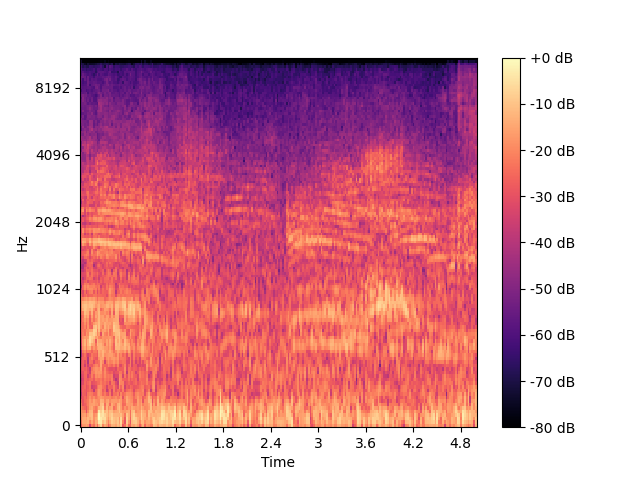 +0 dB
8192
-10 dB
4096
-20 dB
-30 dB
2048
Hz
-40 dB
1024
-50 dB
512
-60 dB
-70 dB
0
-80 dB
0 0.6 1.2 1.8 2.4 3 3.6 4.2 4.8
Time